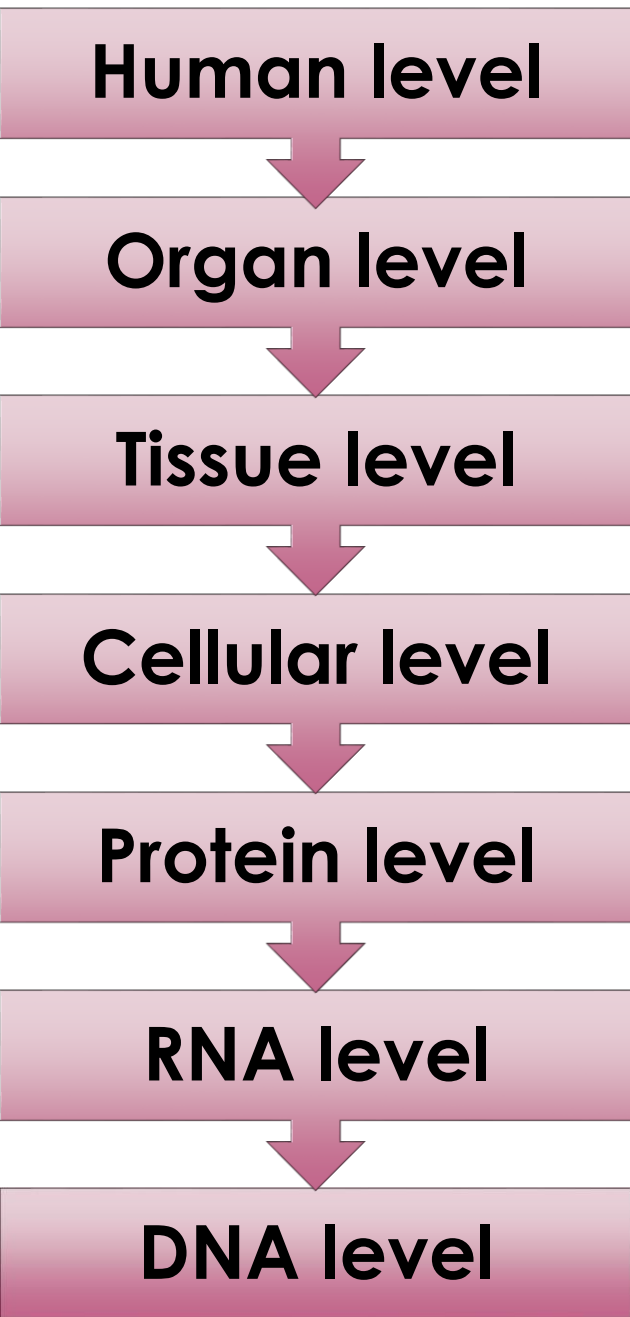 Human level
Organ level
Tissue level
Cellular level
Protein level
RNA level
DNA level